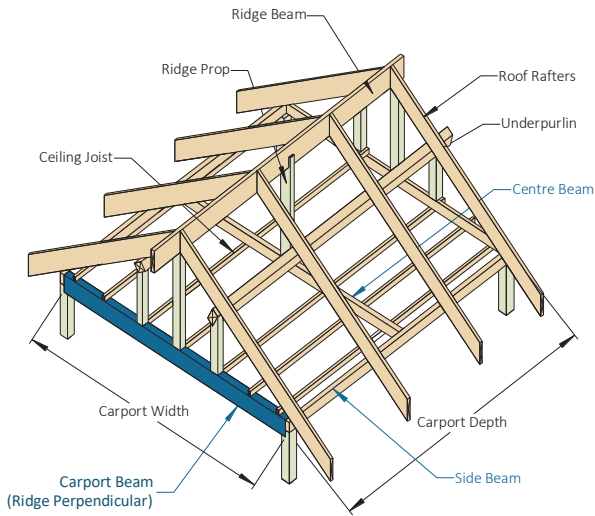 Ridge Beam
Ridge Prop
Roof Rafters
Underpurlin
Ceiling Joist
Centre Beam
Carport Width
Carport Depth
Carport Beam
(Ridge Perpendicular)
Side Beam